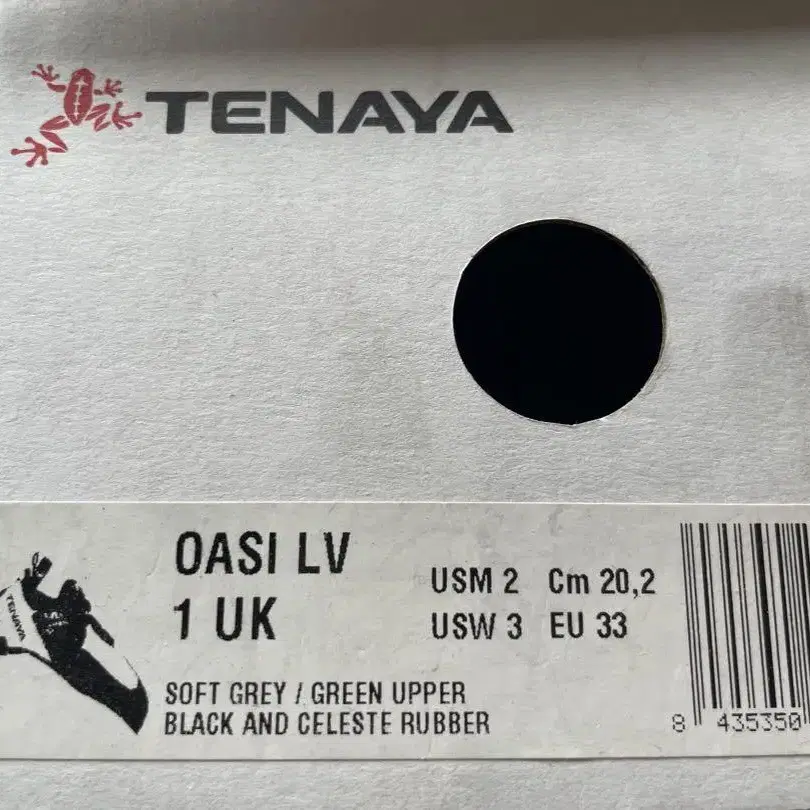 TENAYA
OASI LV
1 UK
USM 2 Cm 20,2
USW 3 EU 33
TENAYA
SOFT GREY / GREEN UPPER
BLACK AND CELESTE RUBBER
8 435350